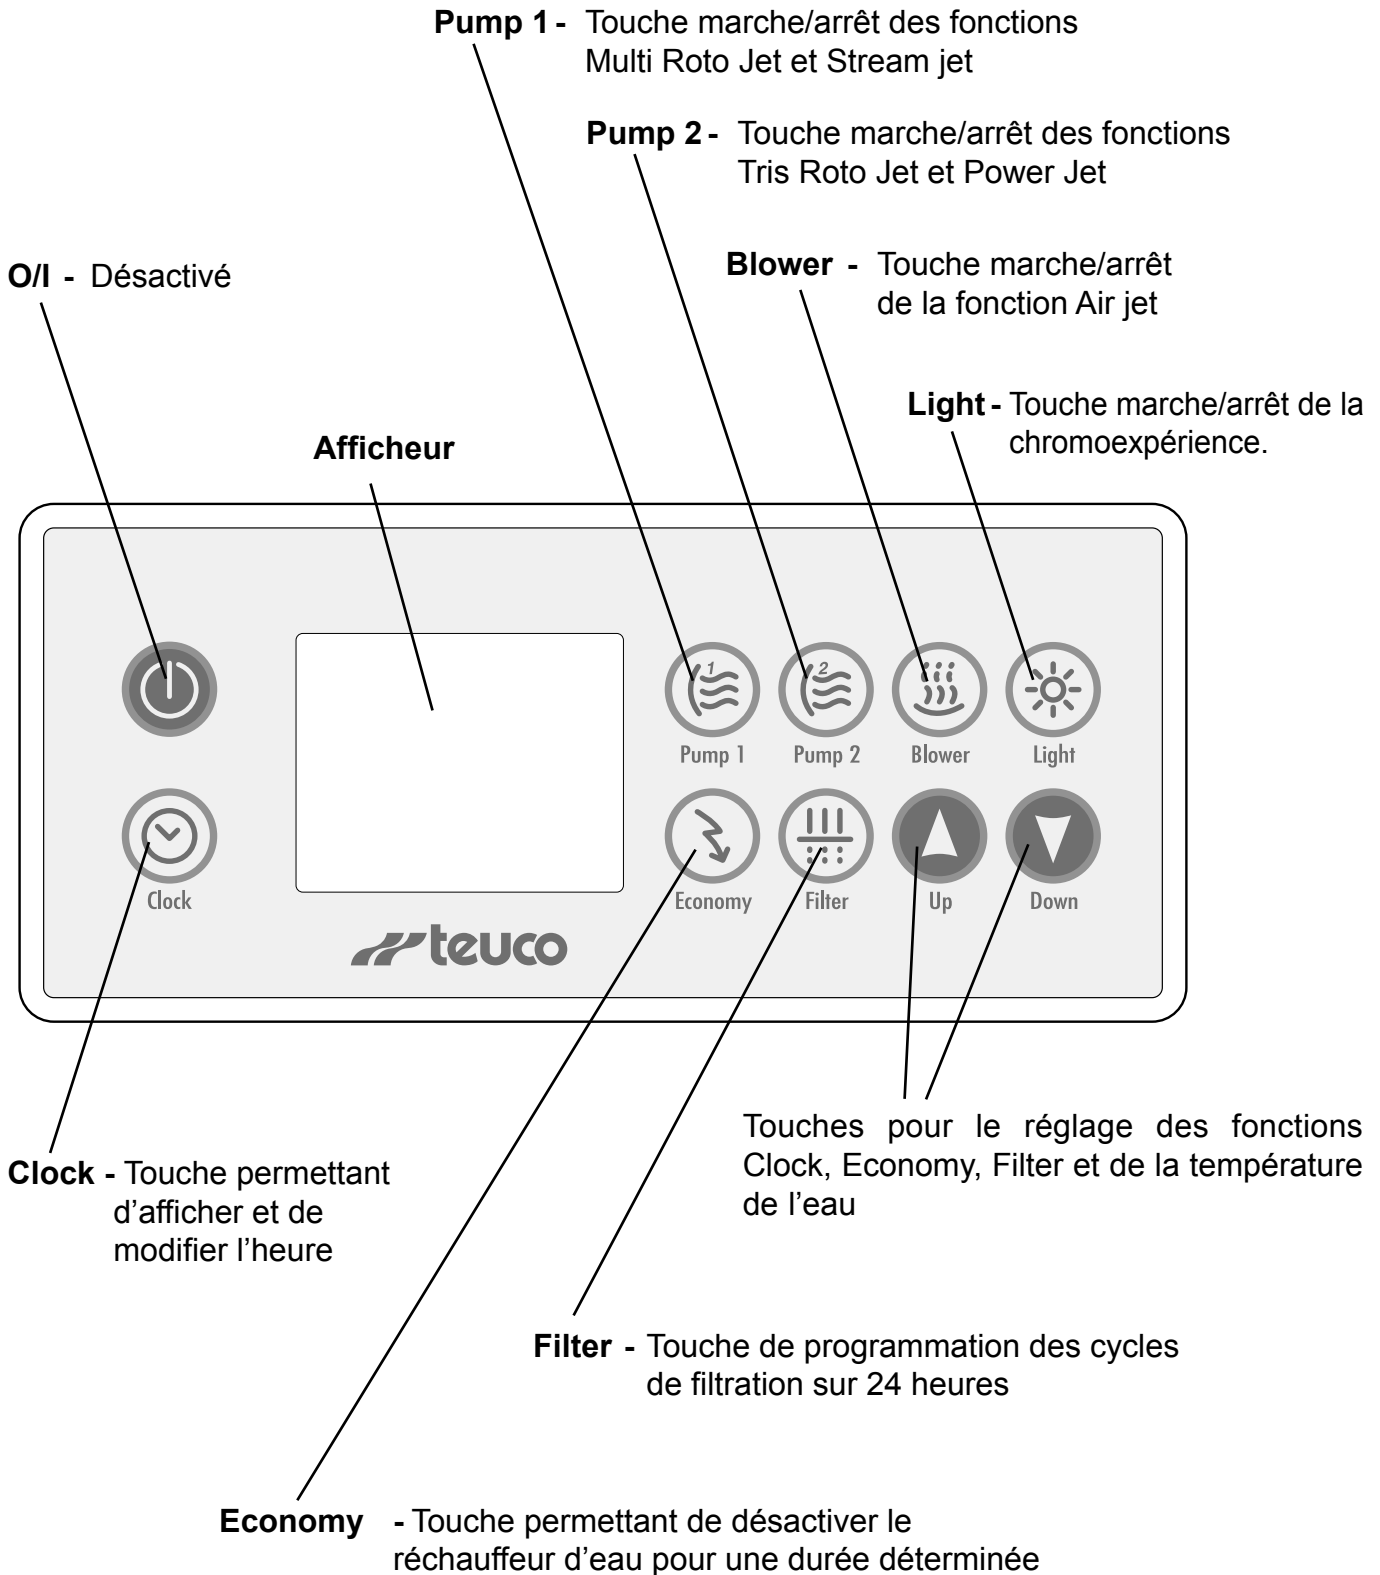 Pump 1 - Touche marche/arrêt des fonctions
Multi Roto Jet et Stream jet
Pump 2 - Touche marche/arrêt des fonctions
Tris Roto Jet et Power Jet
O/I - Désactivé
Blower - Touche marche/arrêt
de la fonction Air jet
Light - Touche marche/arrêt de la
chromoexpérience.
Afficheur
1
2
Pump 1
Pump 2
Blower
Light
Clock
Economy
Filter
Up
Down
teuco
Touches pour le réglage des fonctions
Clock, Economy, Filter et de la température
de l’eau
Clock - Touche permettant
d’afficher et de
modifier l’heure
Filter - Touche de programmation des cycles
de filtration sur 24 heures
Economy - Touche permettant de désactiver le
réchauffeur d’eau pour une durée déterminée